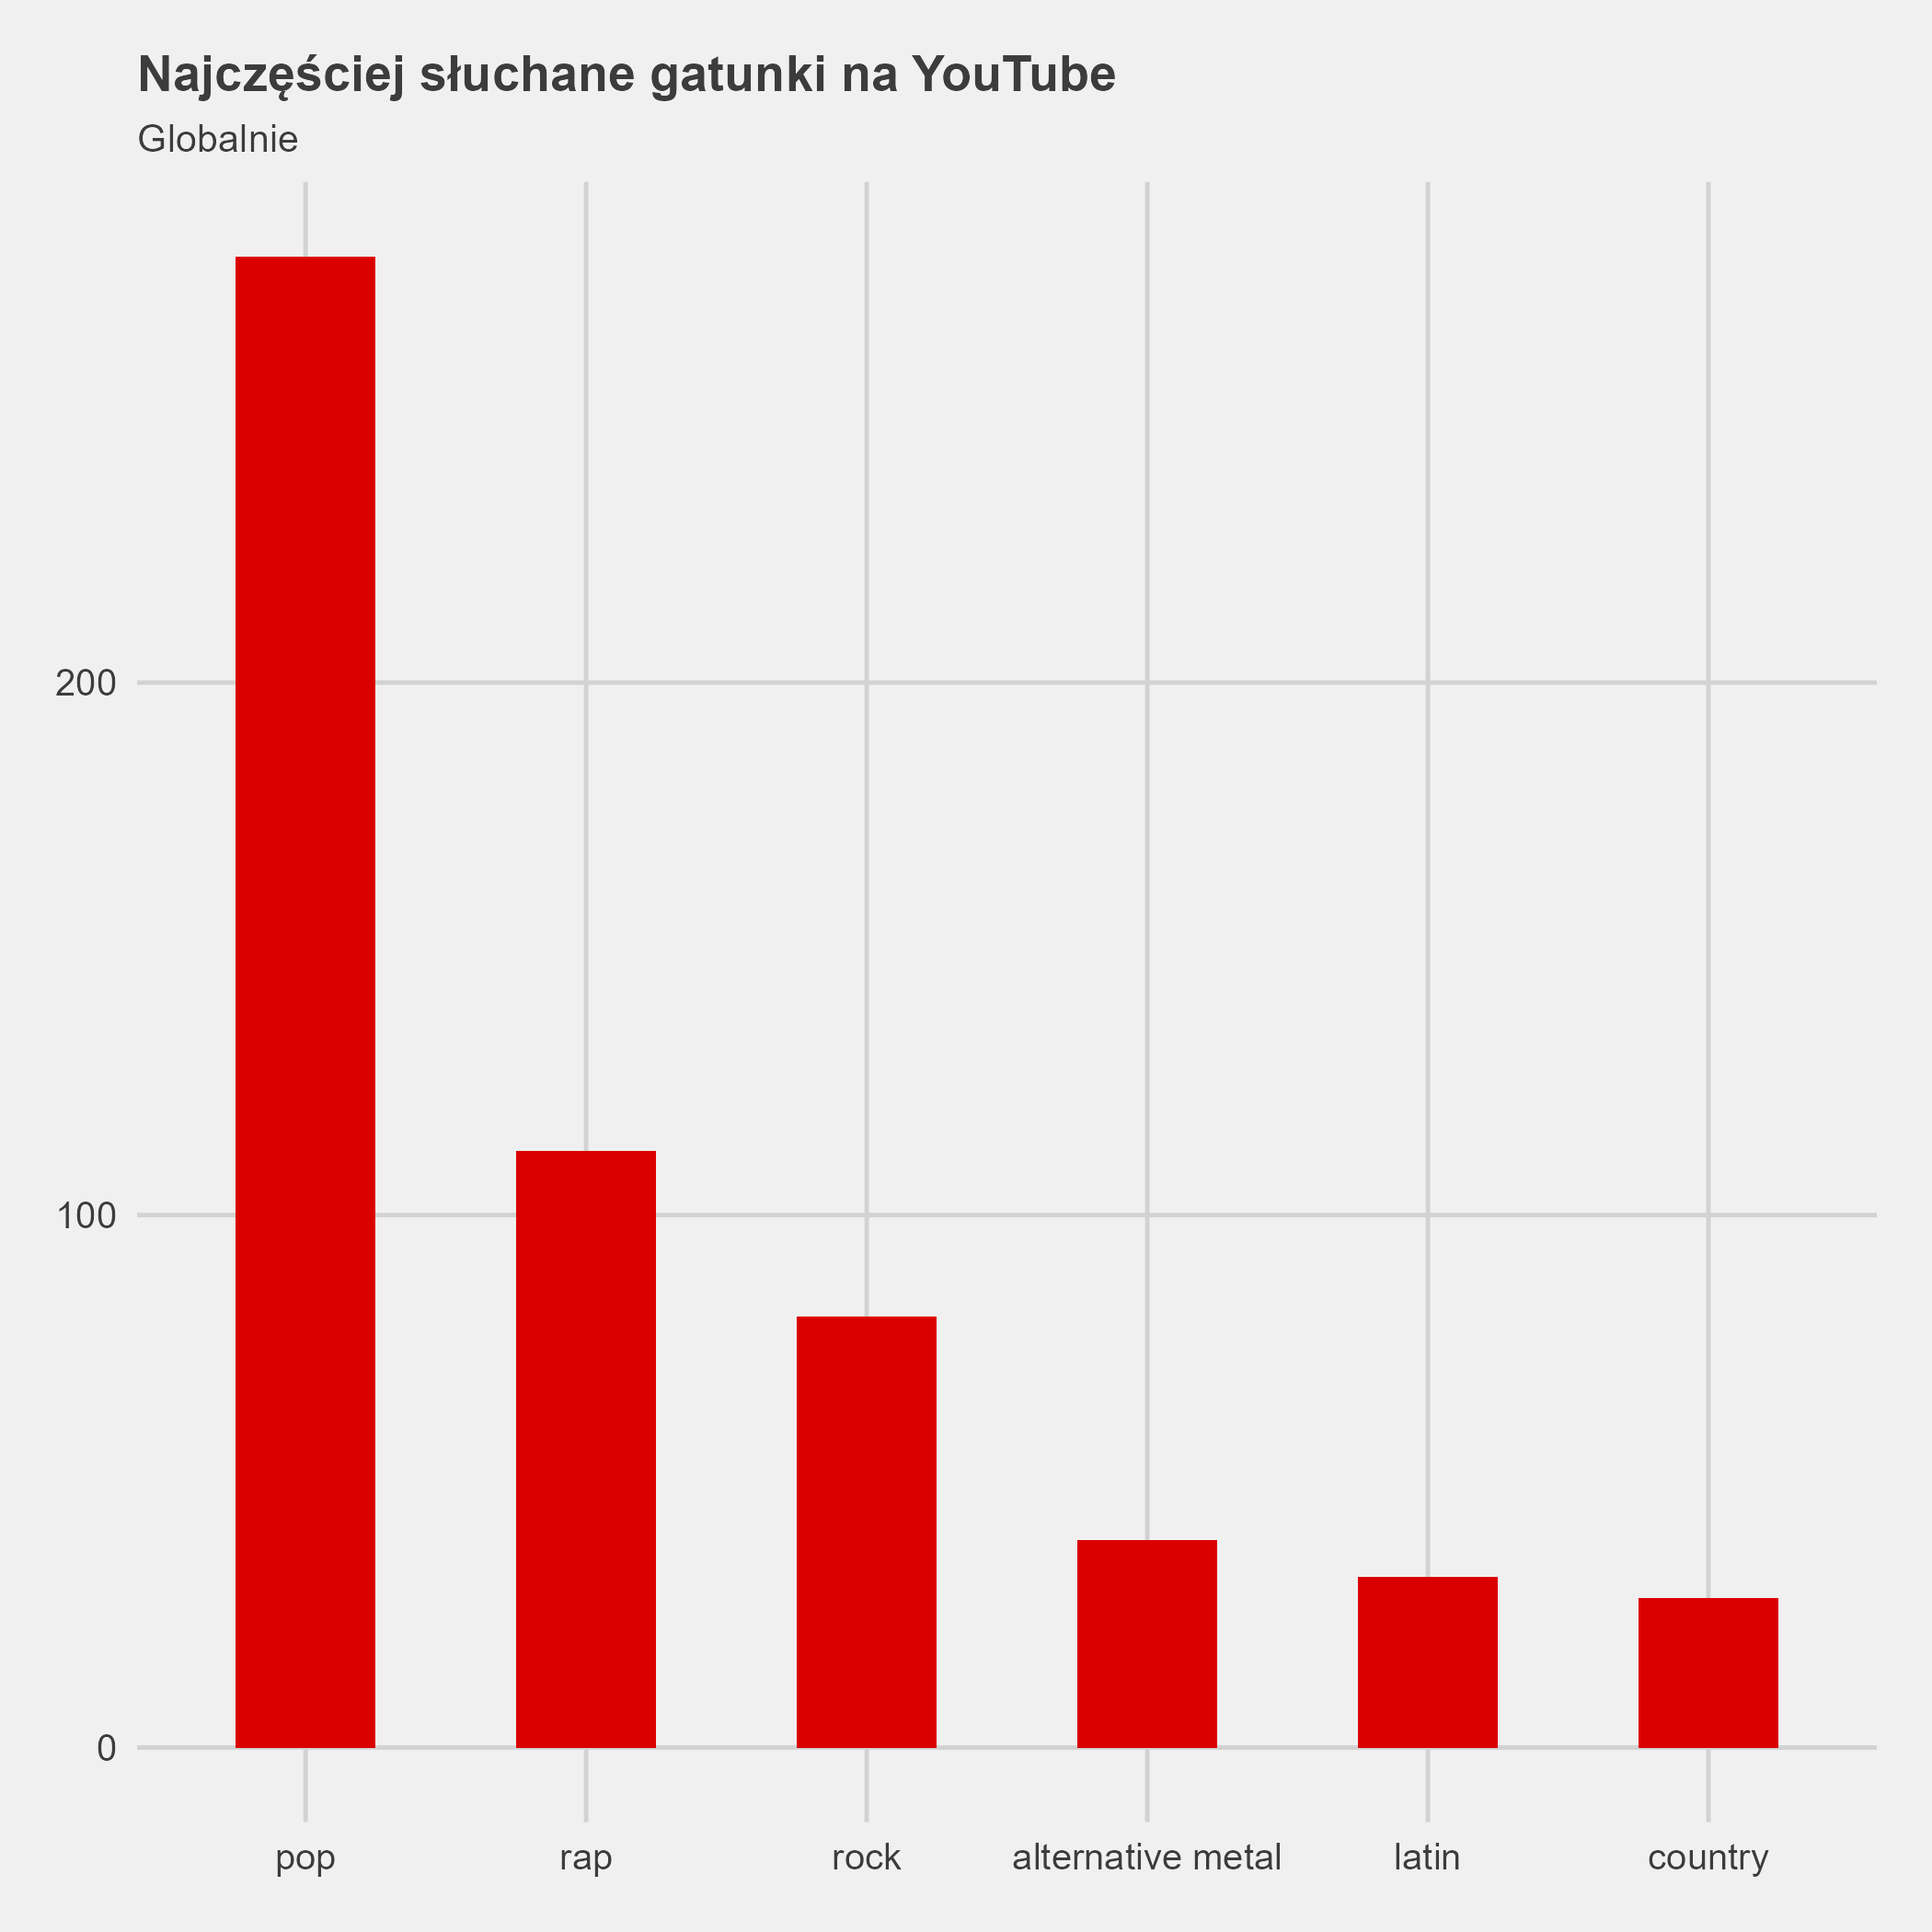 Najczęściej słuchane gatunki na YouTube
Globalnie
200
100
0
pop
rap
rock
alternative metal
latin
country